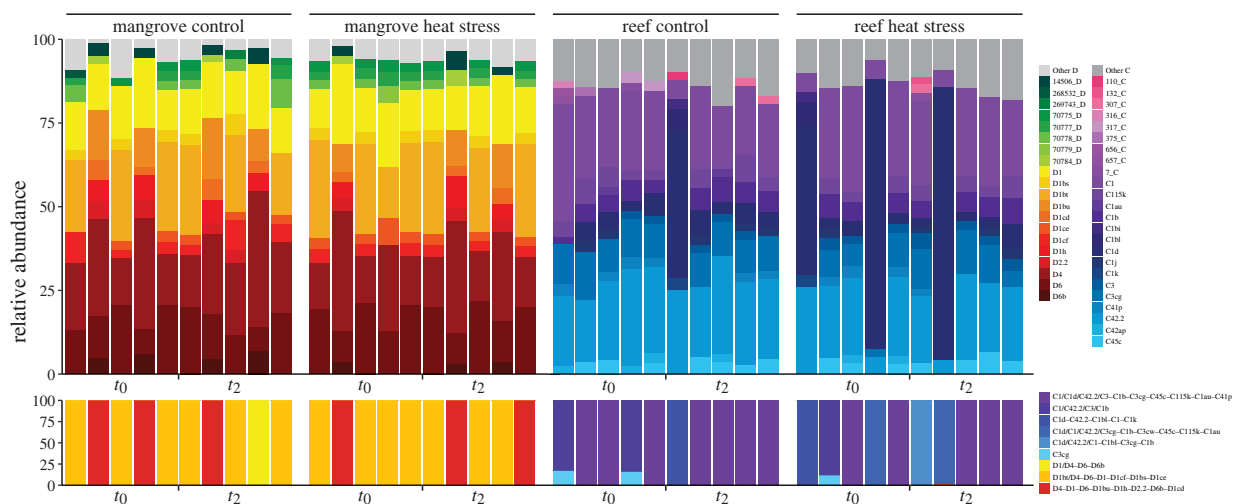 mangrove control
mangrove heat stress
reef control
reef heat stress
relative abundance
100
75
50
25
0
t0
t2
t0
t2
t0
t2
t0
t2
Other D
14506_D
268532_D
269743_D
70775_D
70777_D
70778_D
70779_D
70784_D
D1
D1bs
D1bt
D1bu
D1cd
D1ce
D1cf
D1h
D2.2
D4
D6
D6b
Other C
110_C
132_C
307_C
316_C
317_C
375_C
656_C
657_C
7_C
C1
C115k
C1au
C1b
C1bi
C1bl
C1d
C1j
C1k
C3
C3cg
C41p
C42.2
C42ap
C45c
100
75
50
25
0
t0
t2
t0
t2
t0
t2
t0
t2
C1/C1d/C42.2/C3–C1b–C3cg–C45c–C115k–C1au–C41p
C1/C42.2/C3/C1b
C1d–C42.2–C1bl–C1–C1k
C1d/C1/C42.2/C3cg–C1b–C3cw–C45c–C115k–C1au
C1d/C42.2/C1–C1bl–C3cg–C1b
C3cg
D1/D4–D6–D6b
D1bt/D4–D6–D1–D1cf–D1bs–D1ce
D4–D1–D6–D1bu–D1h–D2.2–D6b–D1cd